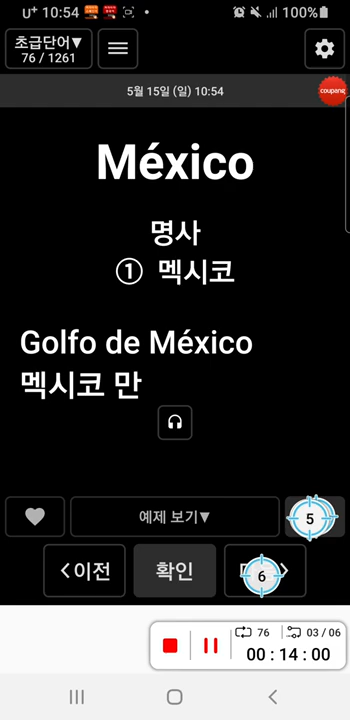 U+ 10:54 100%
초급단어▼
76 / 1261
5월 15일 (일) 10:54
coupang
México
명사
① 멕시코
Golfo de México
멕시코 만
예제 보기▼
5
<이전
확인
6
>
76 03 / 06
00 : 14 : 00